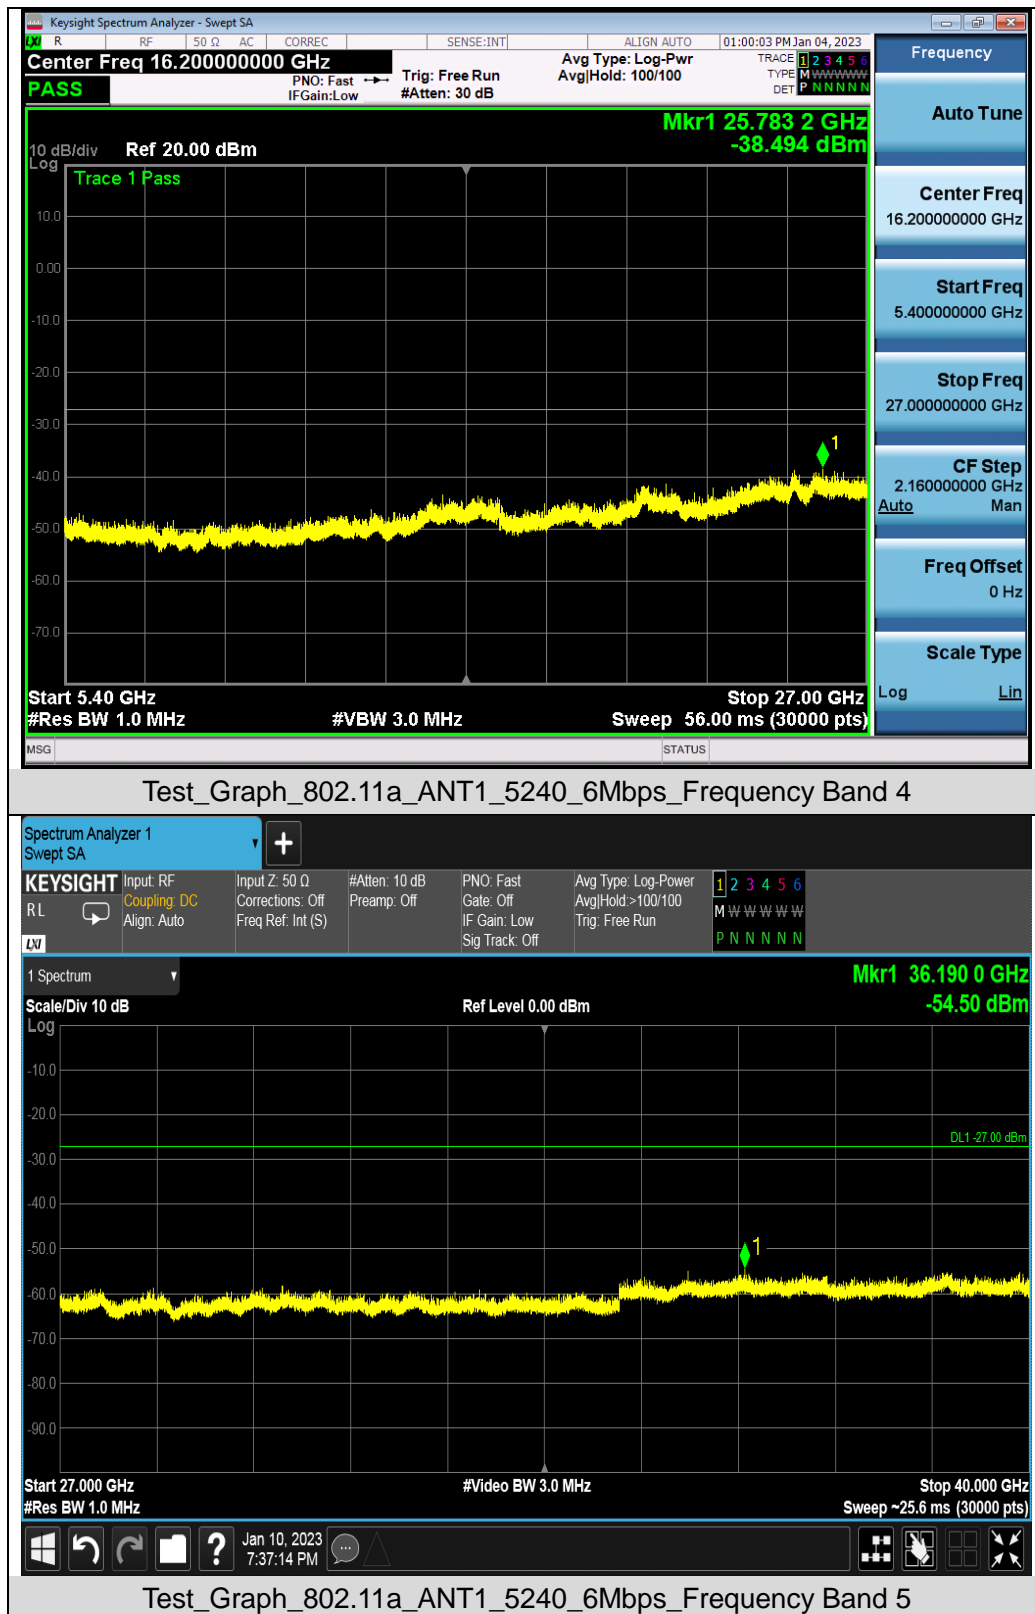 Keysight Spectrum Analyzer - Swept SA
LXI R RF 50 Ω AC CORREC SENSE:INT ALIGN AUTO 01:00:03 PM Jan 04, 2023
Center Freq 16.200000000 GHz
PASS
PNO: Fast
IFGain:Low
Trig: Free Run
#Atten: 30 dB
Avg Type: Log-Pwr
Avg|Hold: 100/100
TRACE 1 2 3 4 5 6
TYPE M W W W W W
DET P N N N N N
Mkr1 25.783 2 GHz
-38.494 dBm
10 dB/div Ref 20.00 dBm
Log
Trace 1 Pass
10.0
0.00
-10.0
-20.0
-30.0
1
-40.0
-50.0
-60.0
-70.0
Start 5.40 GHz Stop 27.00 GHz
#Res BW 1.0 MHz #VBW 3.0 MHz Sweep 56.00 ms (30000 pts)
MSG STATUS
Frequency
Auto Tune
Center Freq
16.200000000 GHz
Start Freq
5.400000000 GHz
Stop Freq
27.000000000 GHz
CF Step
2.160000000 GHz
Auto Man
Freq Offset
0 Hz
Scale Type
Log Lin
Test_Graph_802.11a_ANT1_5240_6Mbps_Frequency Band 4
Spectrum Analyzer 1
Swept SA
+
KEYSIGHT
R L
LXI
Input: RF
Coupling: DC
Align: Auto
Input Z: 50 Ω
Corrections: Off
Freq Ref: Int (S)
#Atten: 10 dB
Preamp: Off
PNO: Fast
Gate: Off
IF Gain: Low
Sig Track: Off
Avg Type: Log-Power
Avg|Hold:>100/100
Trig: Free Run
1 2 3 4 5 6
M W W W W W
P N N N N N
1 Spectrum
Mkr1 36.190 0 GHz
-54.50 dBm
Scale/Div 10 dB Ref Level 0.00 dBm
Log
-10.0
-20.0
DL1 -27.00 dBm
-30.0
-40.0
-50.0
1
-60.0
-70.0
-80.0
-90.0
Start 27.000 GHz #Video BW 3.0 MHz Stop 40.000 GHz
#Res BW 1.0 MHz Sweep ~25.6 ms (30000 pts)
?
Jan 10, 2023
7:37:14 PM
Test_Graph_802.11a_ANT1_5240_6Mbps_Frequency Band 5